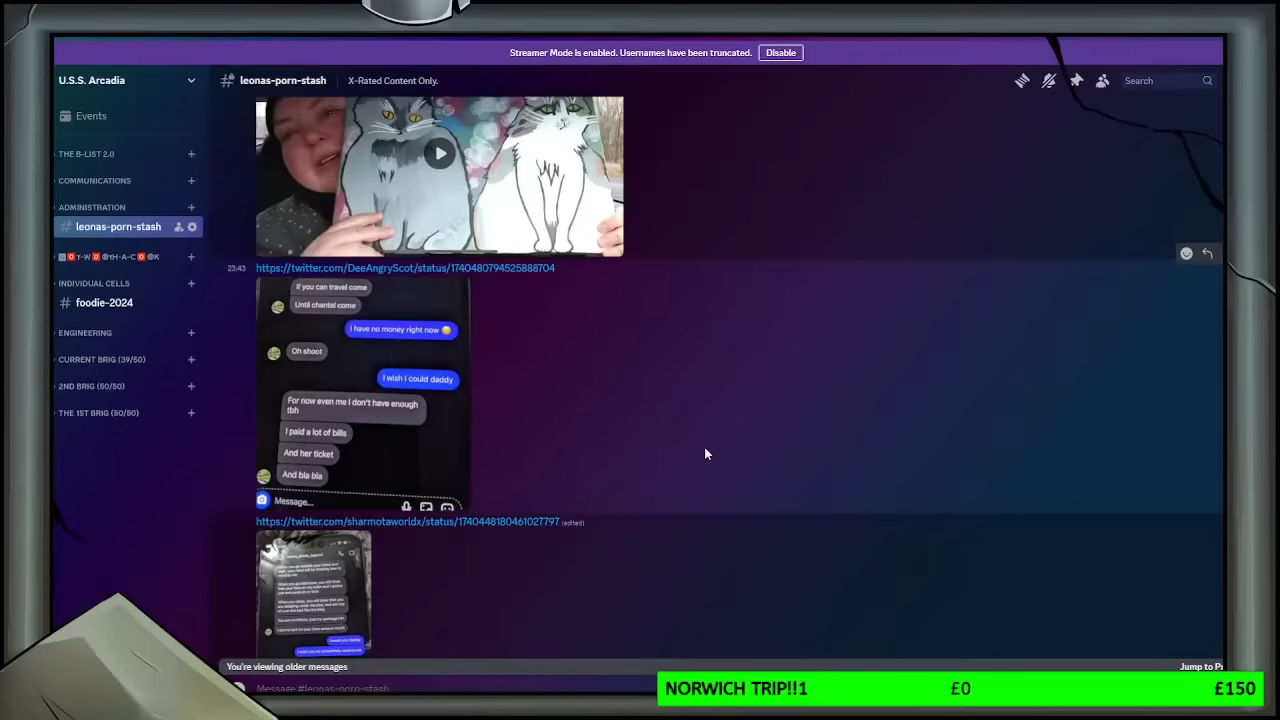 Streamer Mode is enabled. Usernames have been truncated.
Disable
U.S.S. Arcadia
leonas-porn-stash
X-Rated Content Only.
Search
Events
THE B-LIST 2.0
COMMUNICATIONS
ADMINISTRATION
leonas-porn-stash
INDIVIDUAL CELLS
foodie-2024
ENGINEERING
CURRENT BRIG (39/50)
2ND BRIG (50/50)
THE 1ST BRIG (50/50)
23:43
https://twitter.com/DeeAngryScot/status/1740480794525888704
If you can travel come
Until chantal come
I have no money right now 😔
Oh shoot
I wish I could daddy
For now even me I don't have enough
tbh
I paid a lot of bills
And her ticket
And bla bla
Message...
https://twitter.com/sharmotaworldx/status/1740448180461027797 (edited)
You're viewing older messages
Jump to Pr
Message #leonas-porn-stash
NORWICH TRIP!!1
£0
£150